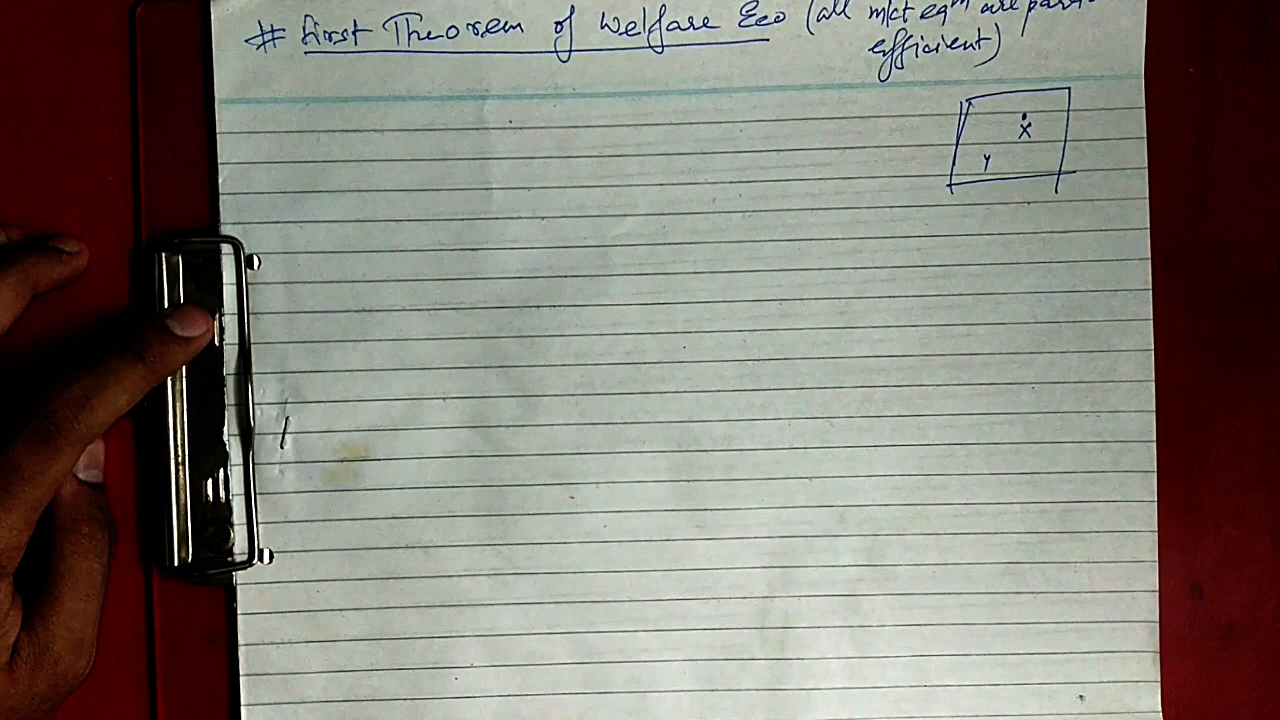 # First Theorem of Welfare Eco (all mkt eqm are pareto
efficient)
X
Y